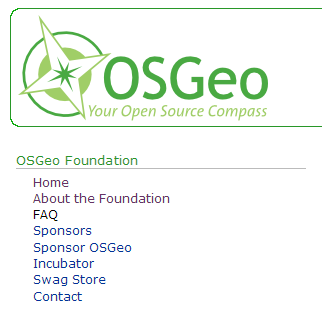 OSGeo
Your Open Source Compass
OSGeo Foundation
Home
About the Foundation
FAQ
Sponsors
Sponsor OSGeo
Incubator
Swag Store
Contact